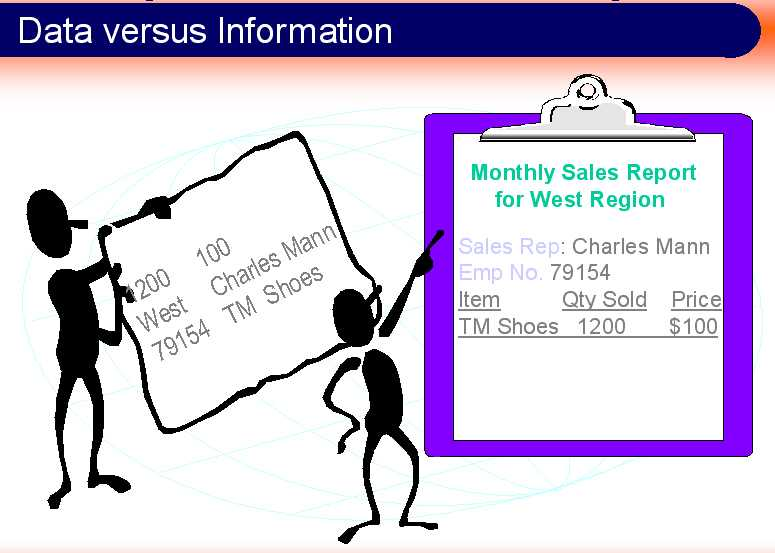 Data versus Information
1200 100
West Charles Mann
79154 TM Shoes
Monthly Sales Report
for West Region
Sales Rep: Charles Mann
Emp No. 79154
Item Qty Sold Price
TM Shoes 1200 $100